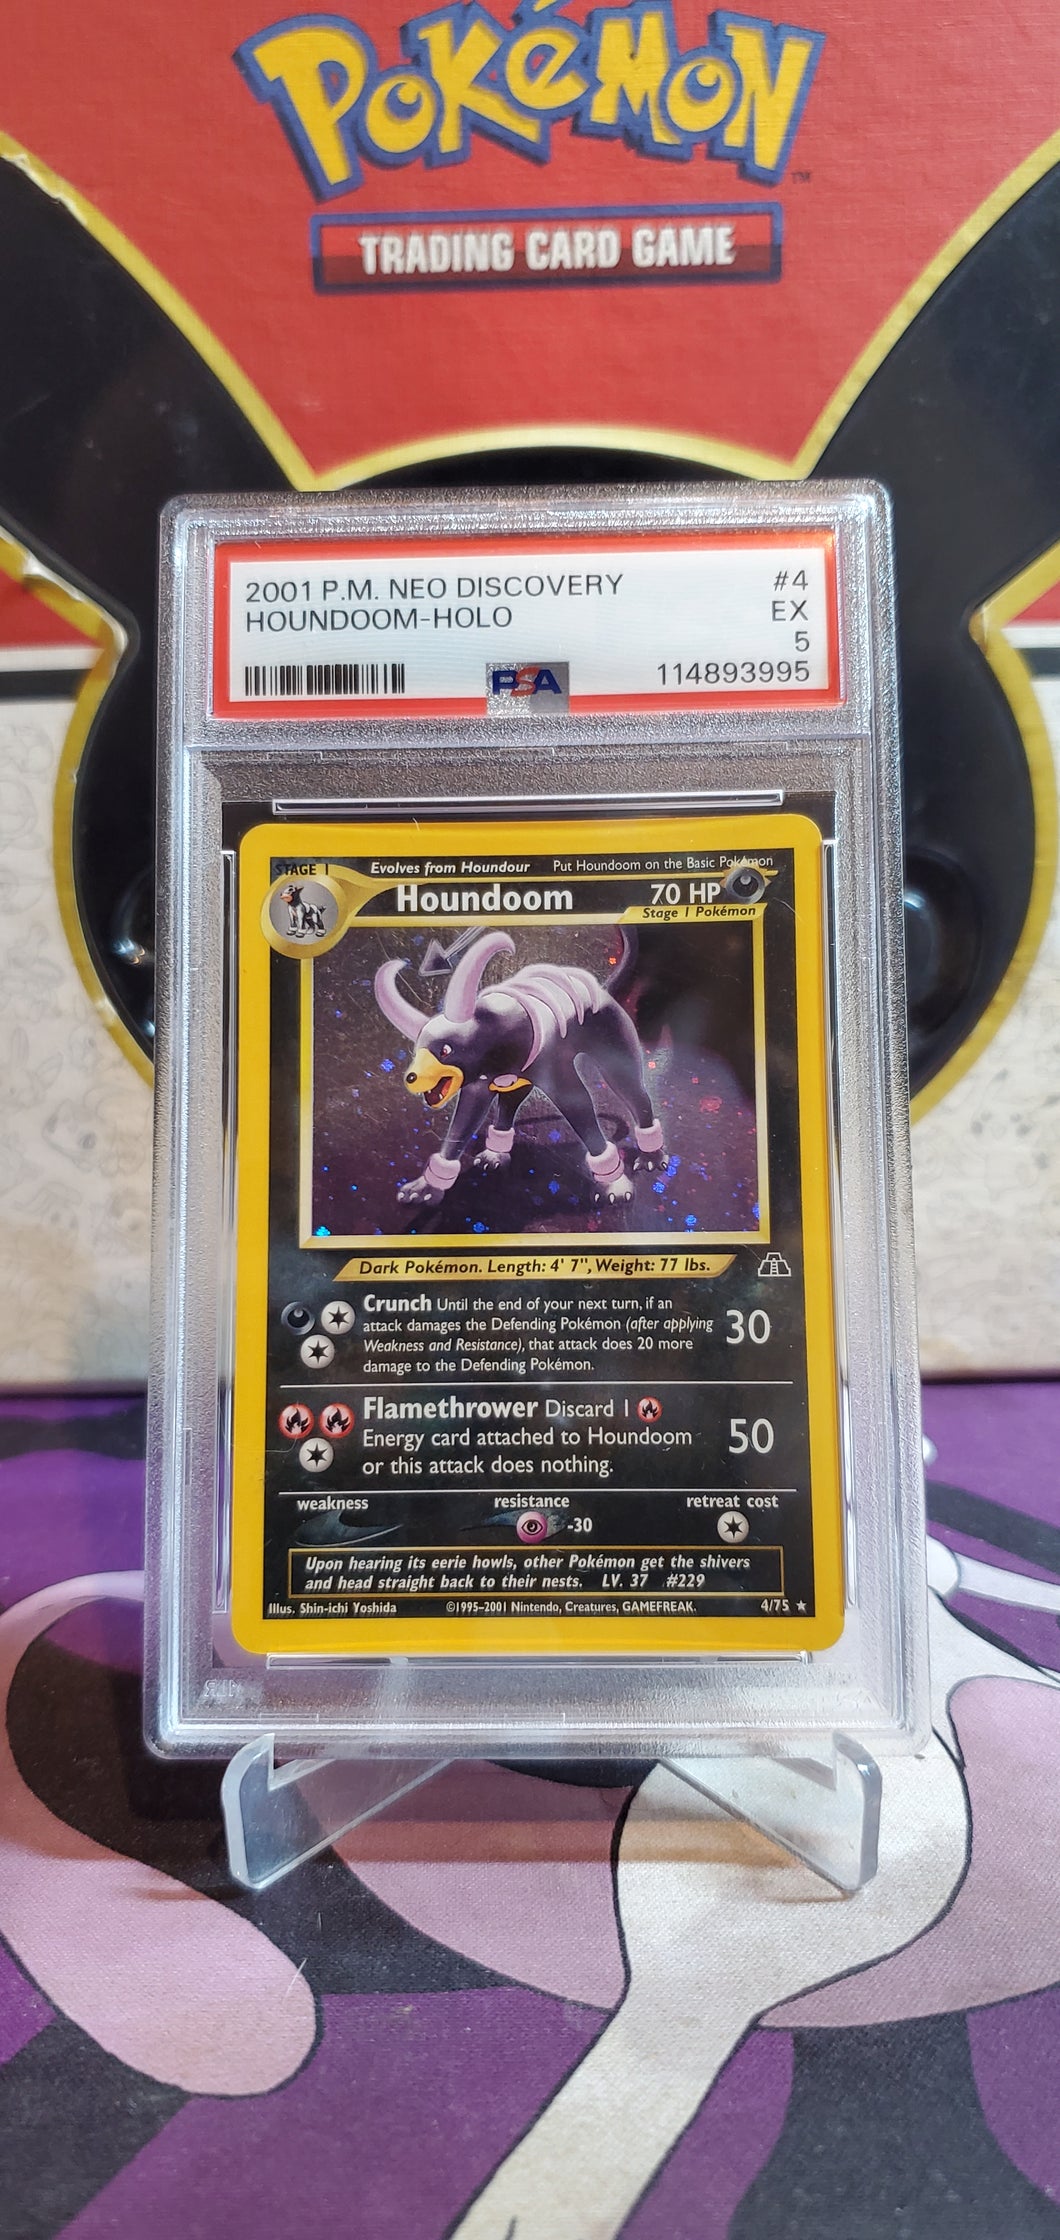 POKéMON
™
TRADING CARD GAME
2001 P.M. NEO DISCOVERY #4
HOUNDOOM-HOLO EX
5
PSA 114893995
STAGE 1 Evolves from Houndour Put Houndoom on the Basic Pokémon
Houndoom 70 HP
Stage 1 Pokémon
Dark Pokémon. Length: 4' 7", Weight: 77 lbs.
Crunch Until the end of your next turn, if an
attack damages the Defending Pokémon (after applying 30
Weakness and Resistance), that attack does 20 more
damage to the Defending Pokémon.
Flamethrower Discard 1
Energy card attached to Houndoom 50
or this attack does nothing.
weakness resistance retreat cost
-30
Upon hearing its eerie howls, other Pokémon get the shivers
and head straight back to their nests. LV. 37 #229
Illus. Shin-ichi Yoshida ©1995-2001 Nintendo, Creatures, GAMEFREAK. 4/75 ★